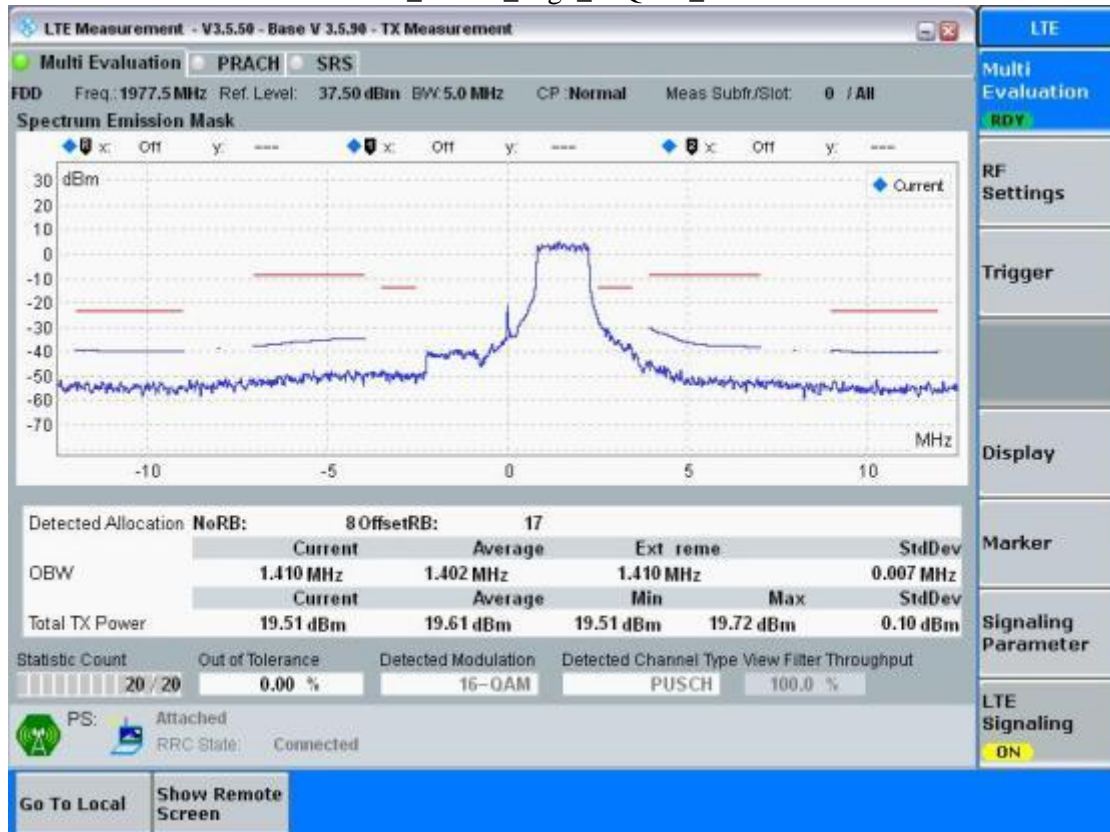 LTE Measurement - V3.5.50 - Base V 3.5.90 - TX Measurement
LTE
Multi Evaluation PRACH SRS
Multi Evaluation
RDY
FDD Freq.: 1977.5 MHz Ref. Level: 37.50 dBm BW: 5.0 MHz CP : Normal Meas Subfr./Slot: 0 / All
Spectrum Emission Mask
x: Off y: --- x: Off y: --- x: Off y: ---
dBm
Current
30
20
10
0
-10
-20
-30
-40
-50
-60
-70
MHz
-10 -5 0 5 10
RF
Settings
Trigger
Display
Marker
Signaling
Parameter
LTE
Signaling
ON
Detected Allocation NoRB: 8 OffsetRB: 17
Current Average Ext reme StdDev
OBW 1.410 MHz 1.402 MHz 1.410 MHz 0.007 MHz
Current Average Min Max StdDev
Total TX Power 19.51 dBm 19.61 dBm 19.51 dBm 19.72 dBm 0.10 dBm
Statistic Count Out of Tolerance Detected Modulation Detected Channel Type View Filter Throughput
20 / 20 0.00 % 16-QAM PUSCH 100.0 %
PS: Attached
RRC State: Connected
Go To Local
Show Remote
Screen